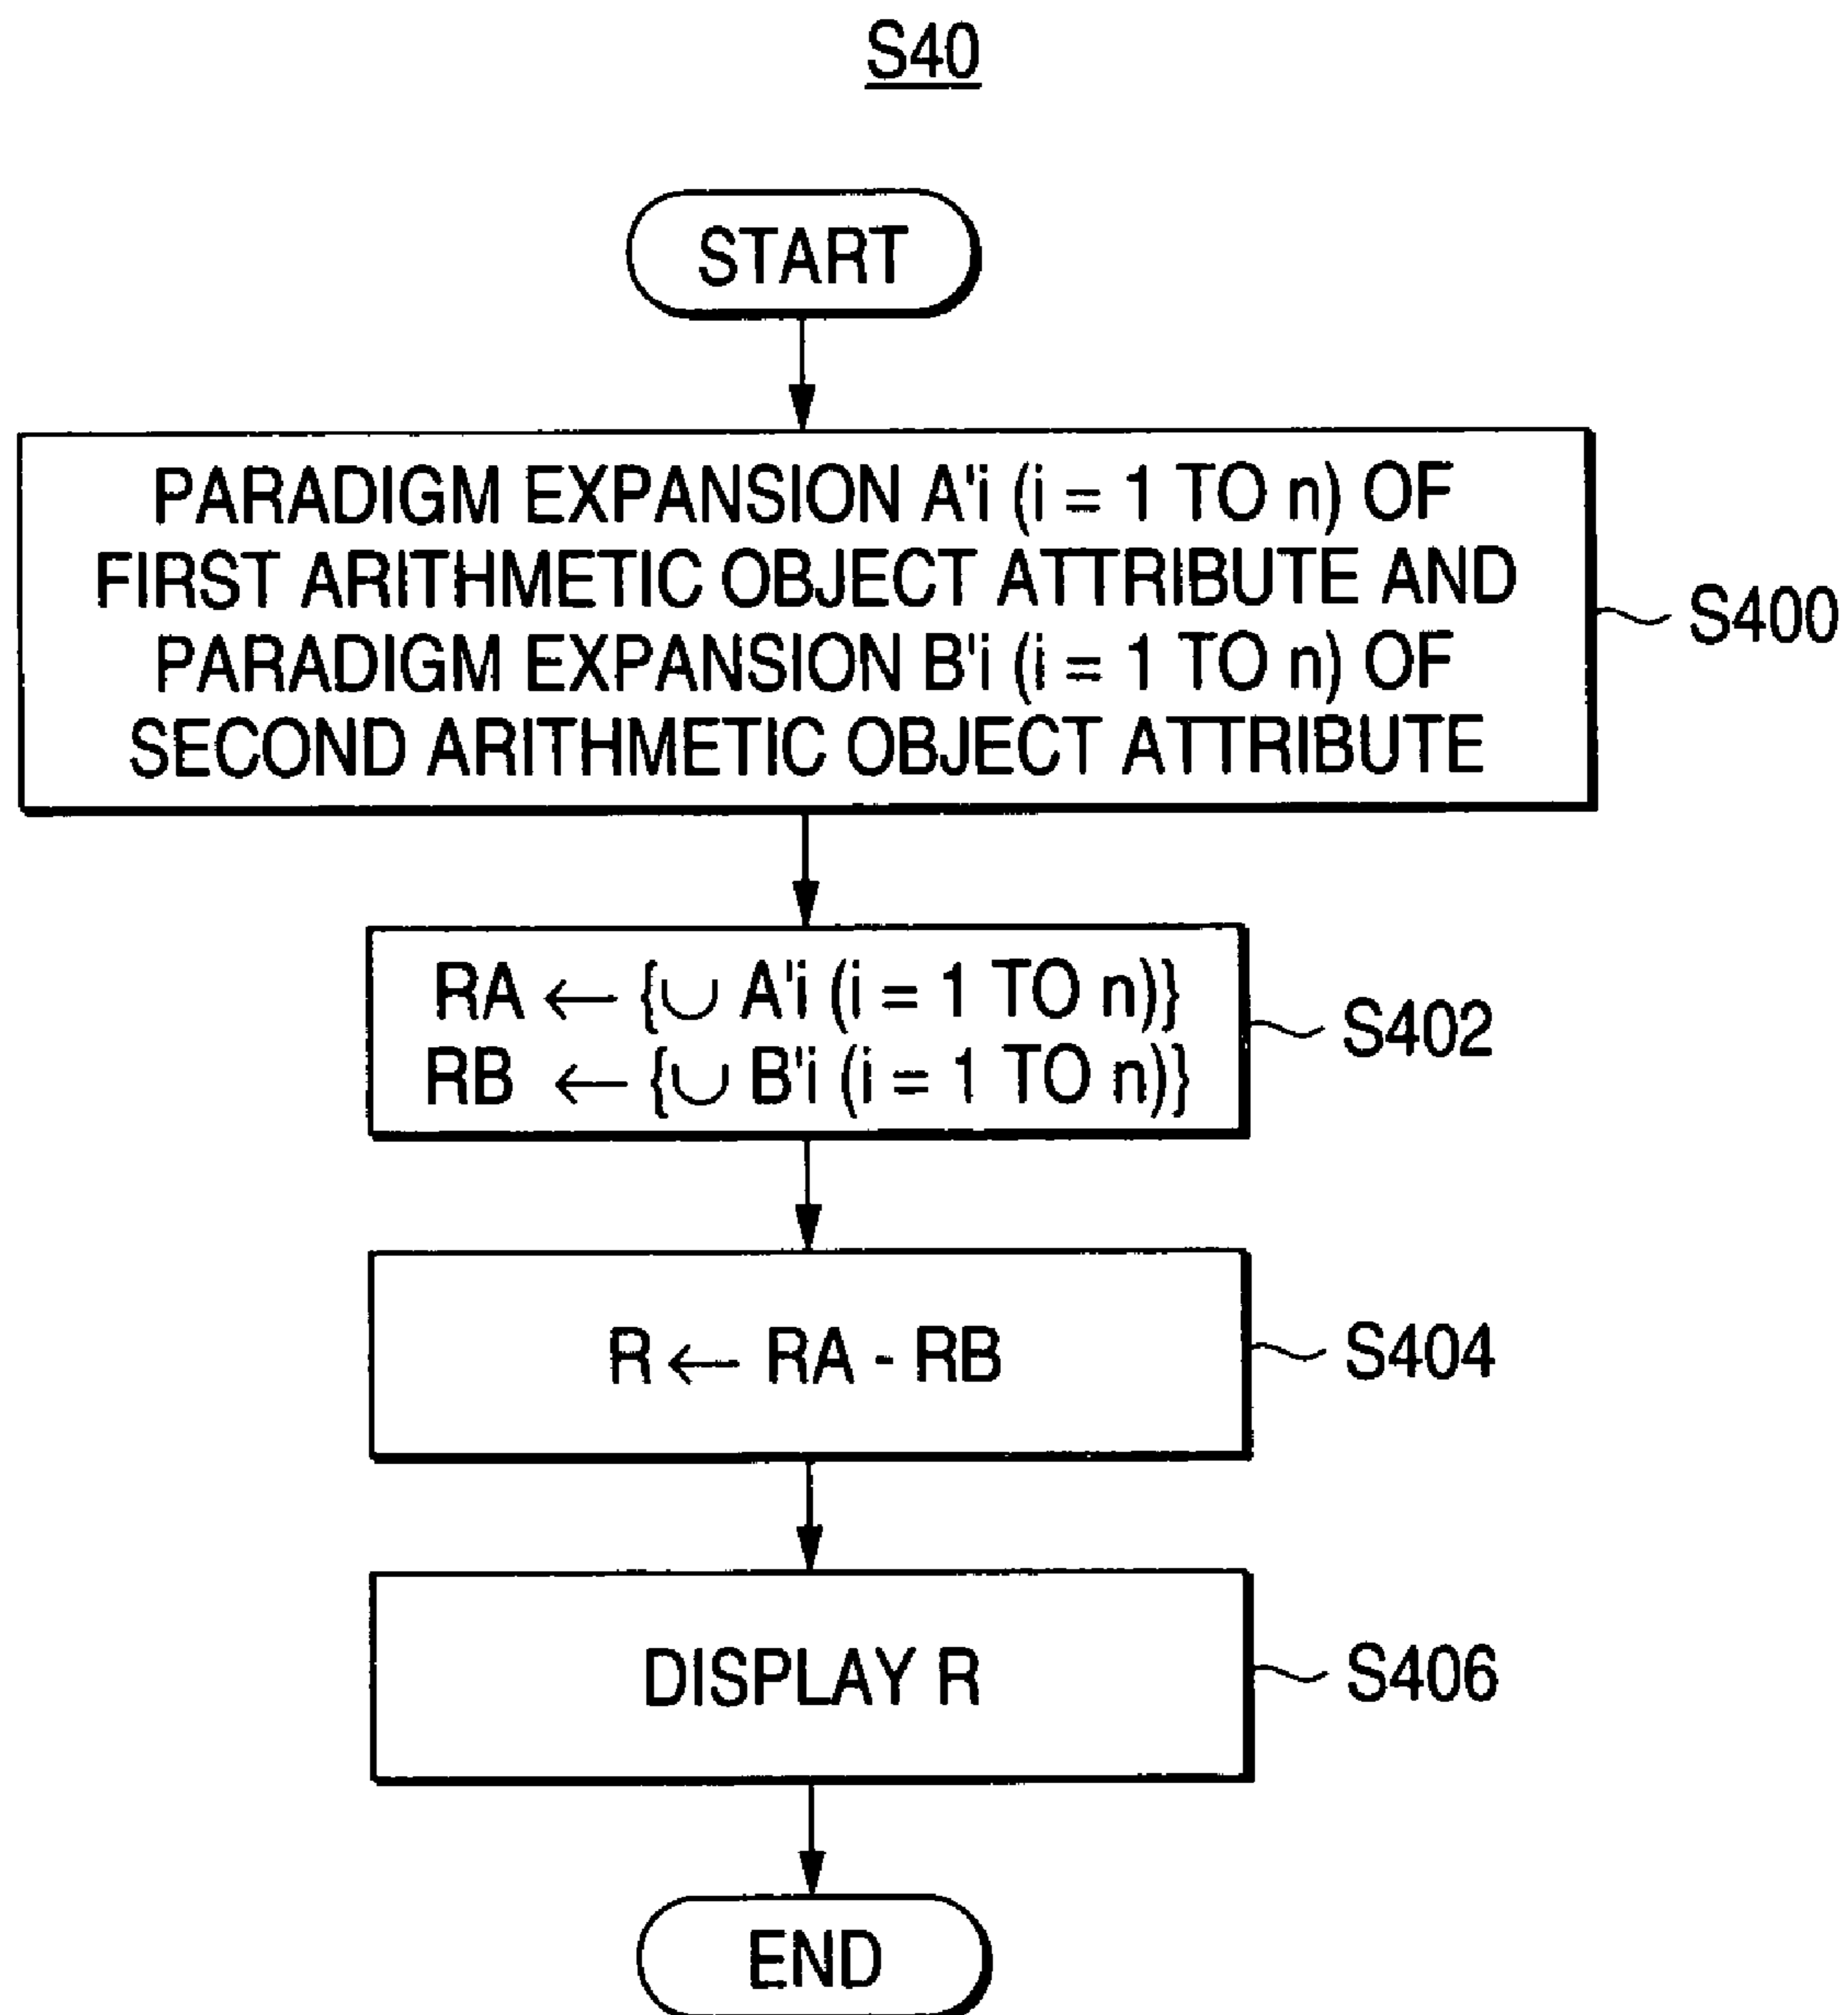 S40
START
PARADIGM EXPANSION A'i (i = 1 TO n) OF
FIRST ARITHMETIC OBJECT ATTRIBUTE AND
PARADIGM EXPANSION B'i (i = 1 TO n) OF
SECOND ARITHMETIC OBJECT ATTRIBUTE
S400
RA ← {∪ A'i (i = 1 TO n)}
RB ← {∪ B'i (i = 1 TO n)}
S402
R ← RA - RB
S404
DISPLAY R
S406
END